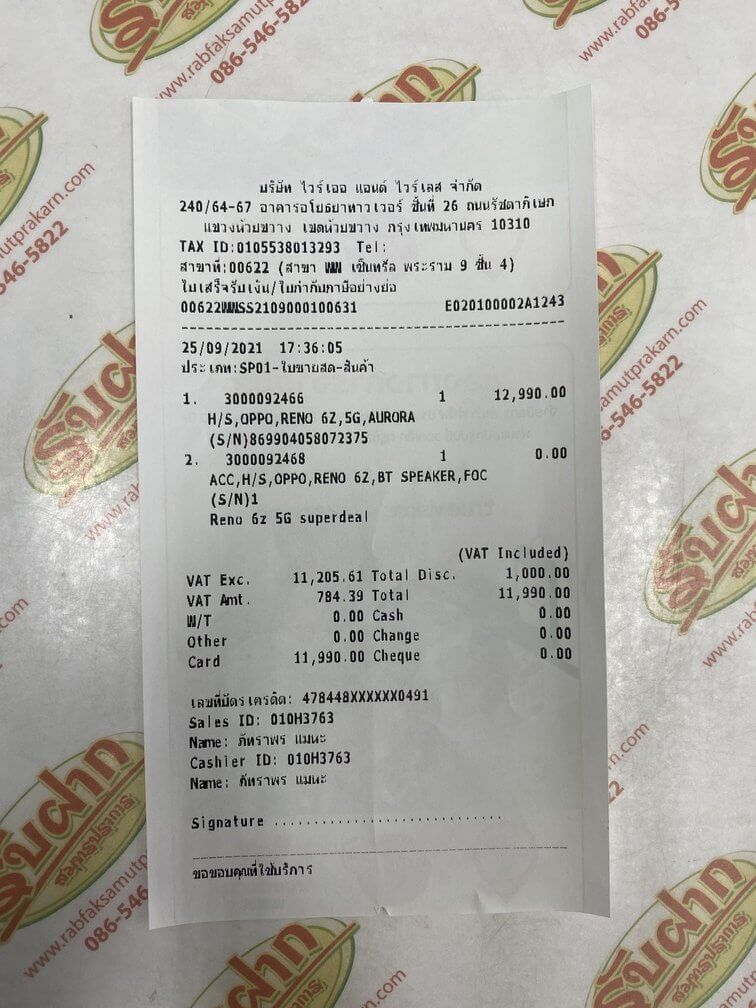 บริษัท ไวร์เออ แอนด์ ไวร์เลส จำกัด
240/64-67 อาคารอโยธยาทาวเวอร์ ชั้นที่ 26 ถนนรัชดาภิเษก
แขวงห้วยขวาง เขตห้วยขวาง กรุงเทพมหานคร 10310
TAX ID:0105538013293 Tel:
สาขาที่:00622 (สาขา WWW เซ็นทรัล พระราม 9 ชั้น 4)
ใบเสร็จรับเงิน/ใบกำกับภาษีอย่างย่อ
00622WWWSS2109000100631 E020100002A1243
25/09/2021 17:36:05
ประเภท:SP01-ใบขายสด-สินค้า
1. 3000092466 1 12,990.00
H/S,OPPO,RENO 6Z,5G,AURORA
(S/N)869904058072375
2. 3000092468 1 0.00
ACC,H/S,OPPO,RENO 6Z,BT SPEAKER,FOC
(S/N)1
Reno 6z 5G superdeal
(VAT Included)
VAT Exc. 11,205.61 Total Disc. 1,000.00
VAT Amt. 784.39 Total 11,990.00
W/T 0.00 Cash 0.00
Other 0.00 Change 0.00
Card 11,990.00 Cheque 0.00
เลขที่บัตรเครดิต: 478448XXXXXX0491
Sales ID: 010H3763
Name: ภัทราพร แมนะ
Cashier ID: 010H3763
Name: ภัทราพร แมนะ
Signature ............................
ขอขอบคุณที่ใช้บริการ
รับฝาก
สมุทรปราการ
www.rabfaksamutprakarn.com
086-546-5822